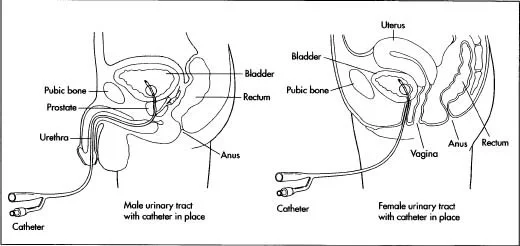 Bladder
Pubic bone
Rectum
Prostate
Urethra
Anus
Catheter
Male urinary tract
with catheter in place
Uterus
Bladder
Pubic bone
Vagina
Anus
Rectum
Catheter
Female urinary tract
with catheter in place